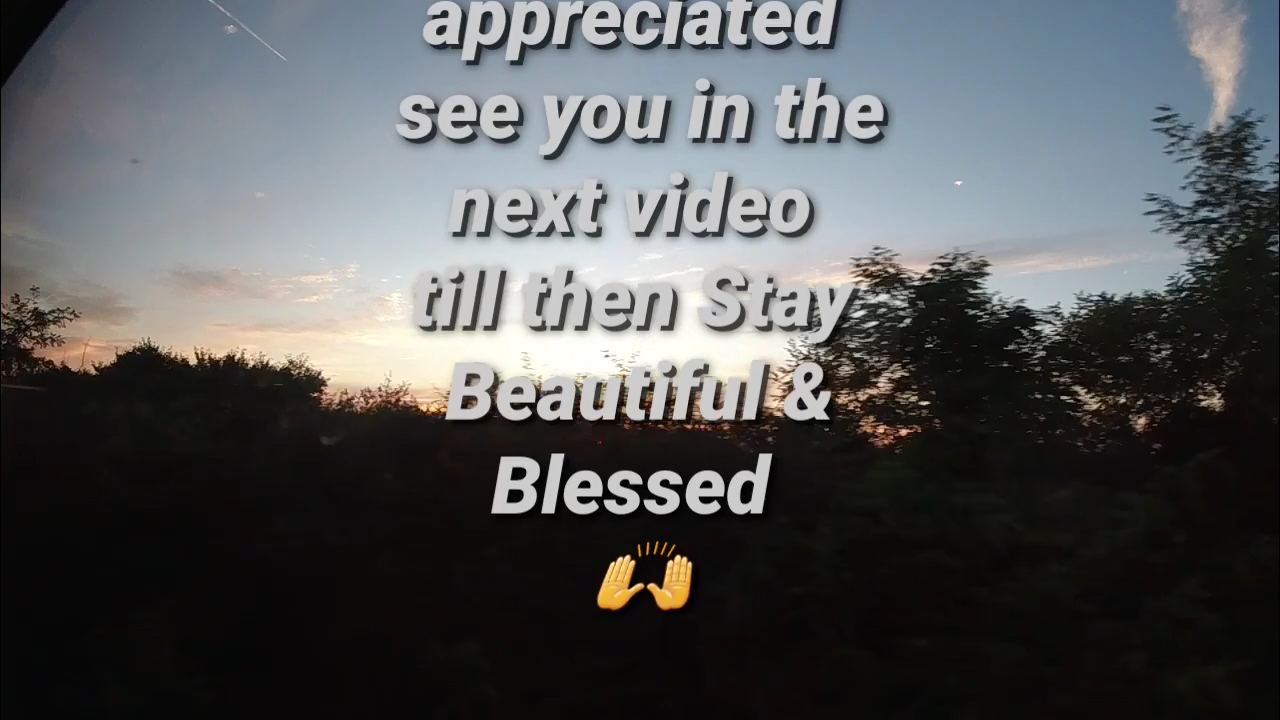 appreciated
see you in the
next video
till then Stay
Beautiful &
Blessed
🙌